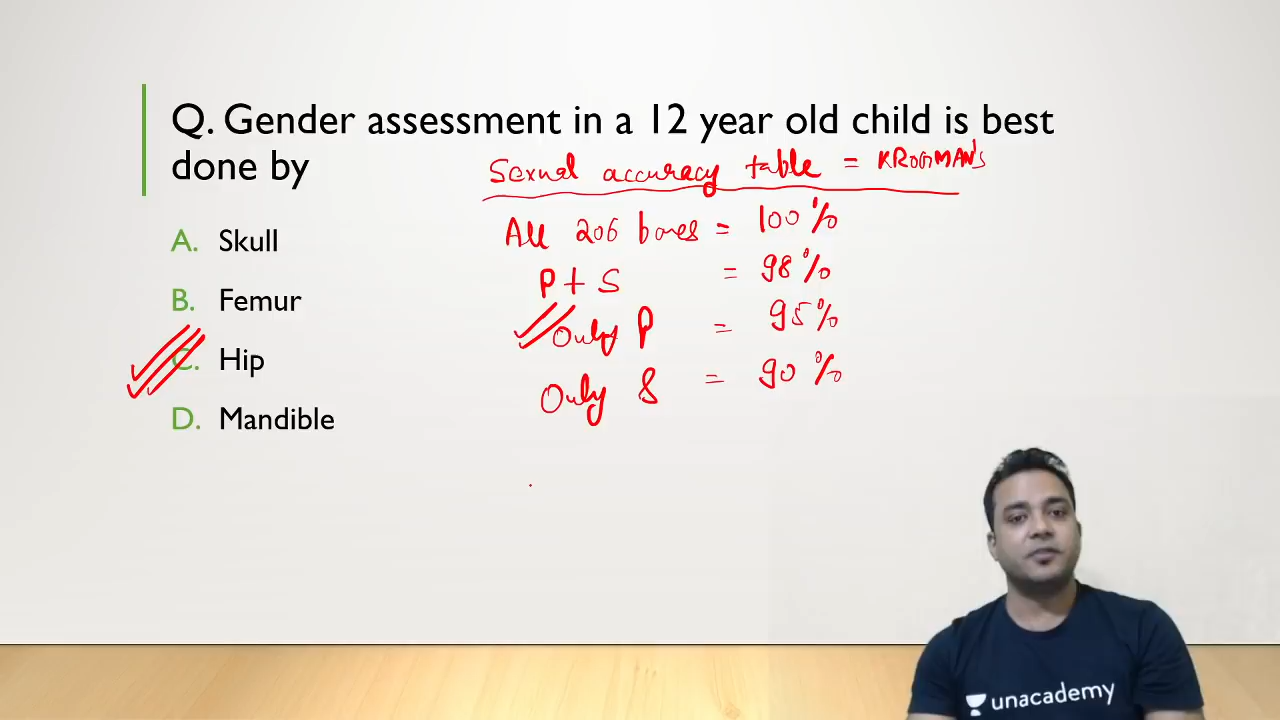 Q. Gender assessment in a 12 year old child is best
done by
Sexual accuracy table = KROGMAN'S
A. Skull
B. Femur
C. Hip
D. Mandible
All 206 bones = 100%
P + S = 98%
Only P = 95%
Only S = 90%
unacademy